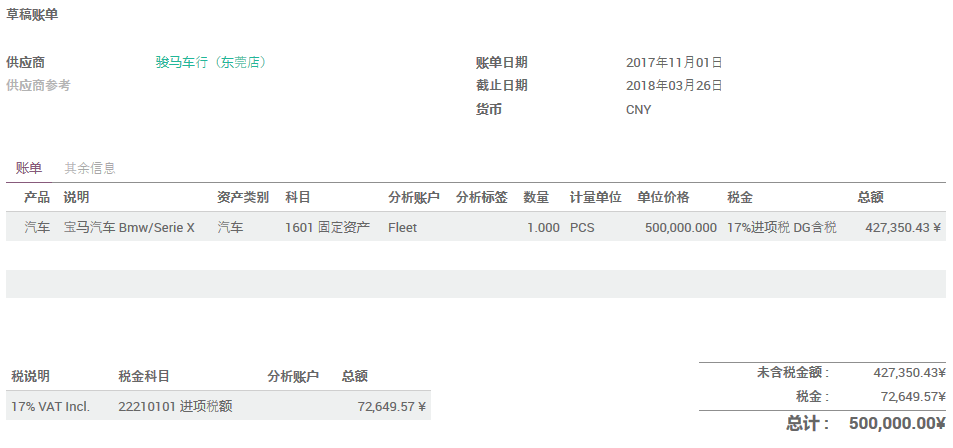 草稿账单
供应商 骏马车行（东莞店） 账单日期 2017年11月01日
供应商参考 截止日期 2018年03月26日
货币 CNY
账单 其余信息
产品 说明 资产类别 科目 分析账户 分析标签 数量 计量单位 单位价格 税金 总额
汽车 宝马汽车 Bmw/Serie X 汽车 1601 固定资产 Fleet 1.000 PCS 500,000.000 17%进项税 DG含税 427,350.43 ¥
税说明 税金科目 分析账户 总额
17% VAT Incl. 22210101 进项税额 72,649.57 ¥
未含税金额： 427,350.43¥
税金： 72,649.57¥
总计： 500,000.00¥